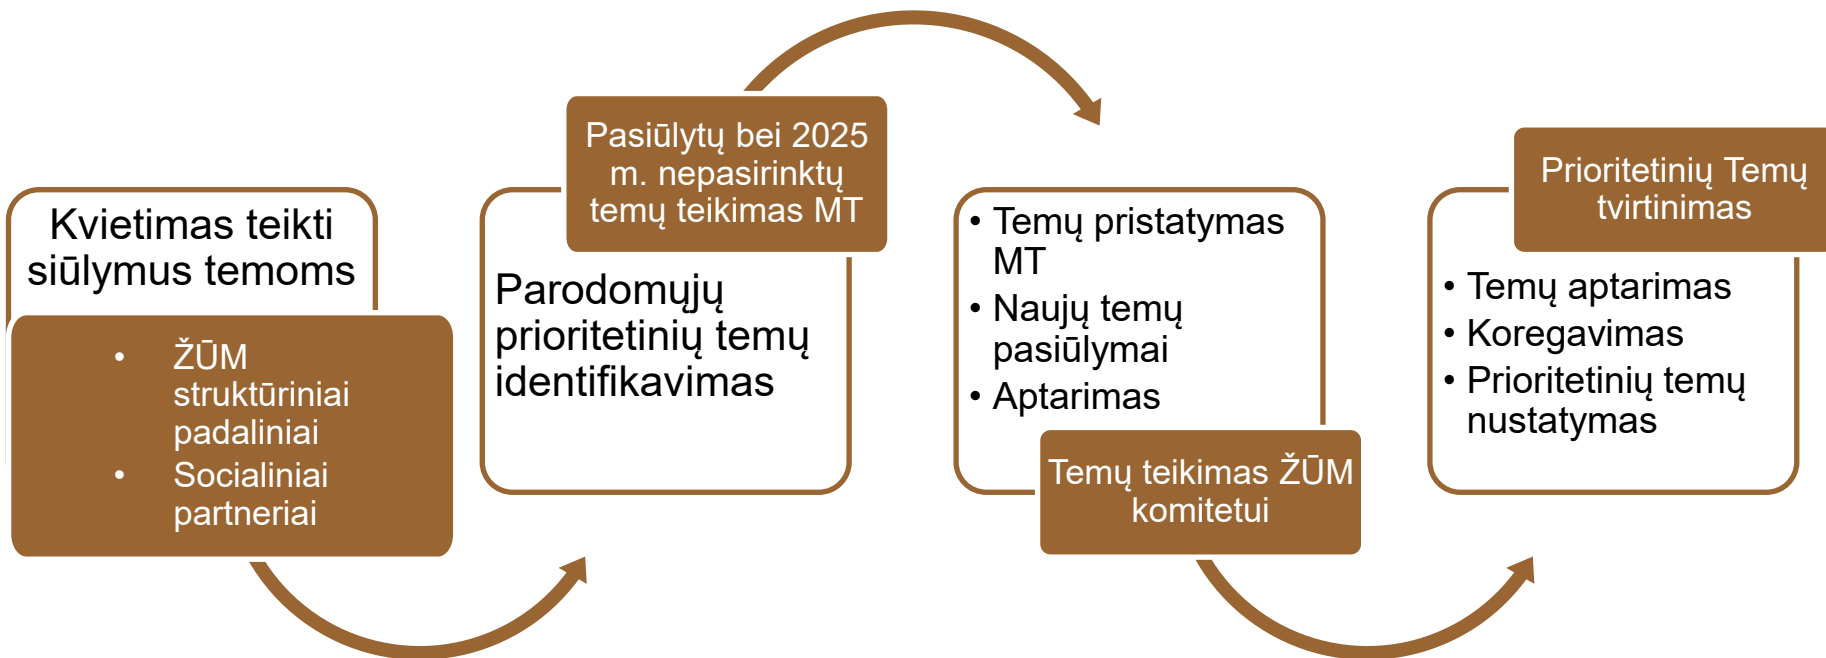 Kvietimas teikti
siūlymus temoms
• ŽŪM
struktūriniai
padaliniai
• Socialiniai
partneriai
Pasiūlytų bei 2025
m. nepasirinktų
temų teikimas MT
Parodomųjų
prioritetinių temų
identifikavimas
• Temų pristatymas
MT
• Naujų temų
pasiūlymai
• Aptarimas
Temų teikimas ŽŪM
komitetui
Prioritetinių Temų
tvirtinimas
• Temų aptarimas
• Koregavimas
• Prioritetinių temų
nustatymas